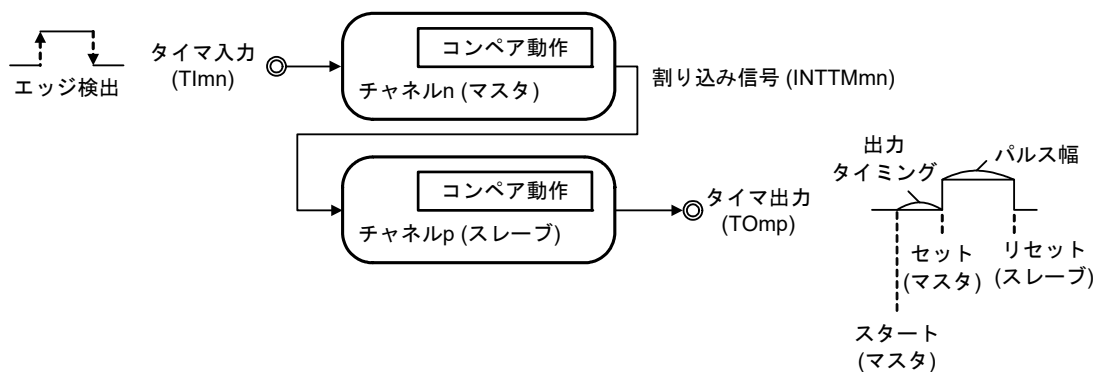 エッジ検出
タイマ入力
(TImn)
コンペア動作
チャネルn (マスタ)
割り込み信号 (INTTMmn)
コンペア動作
チャネルp (スレーブ)
タイマ出力
(TOmp)
出力
タイミング
パルス幅
セット
(マスタ)
リセット
(スレーブ)
スタート
(マスタ)